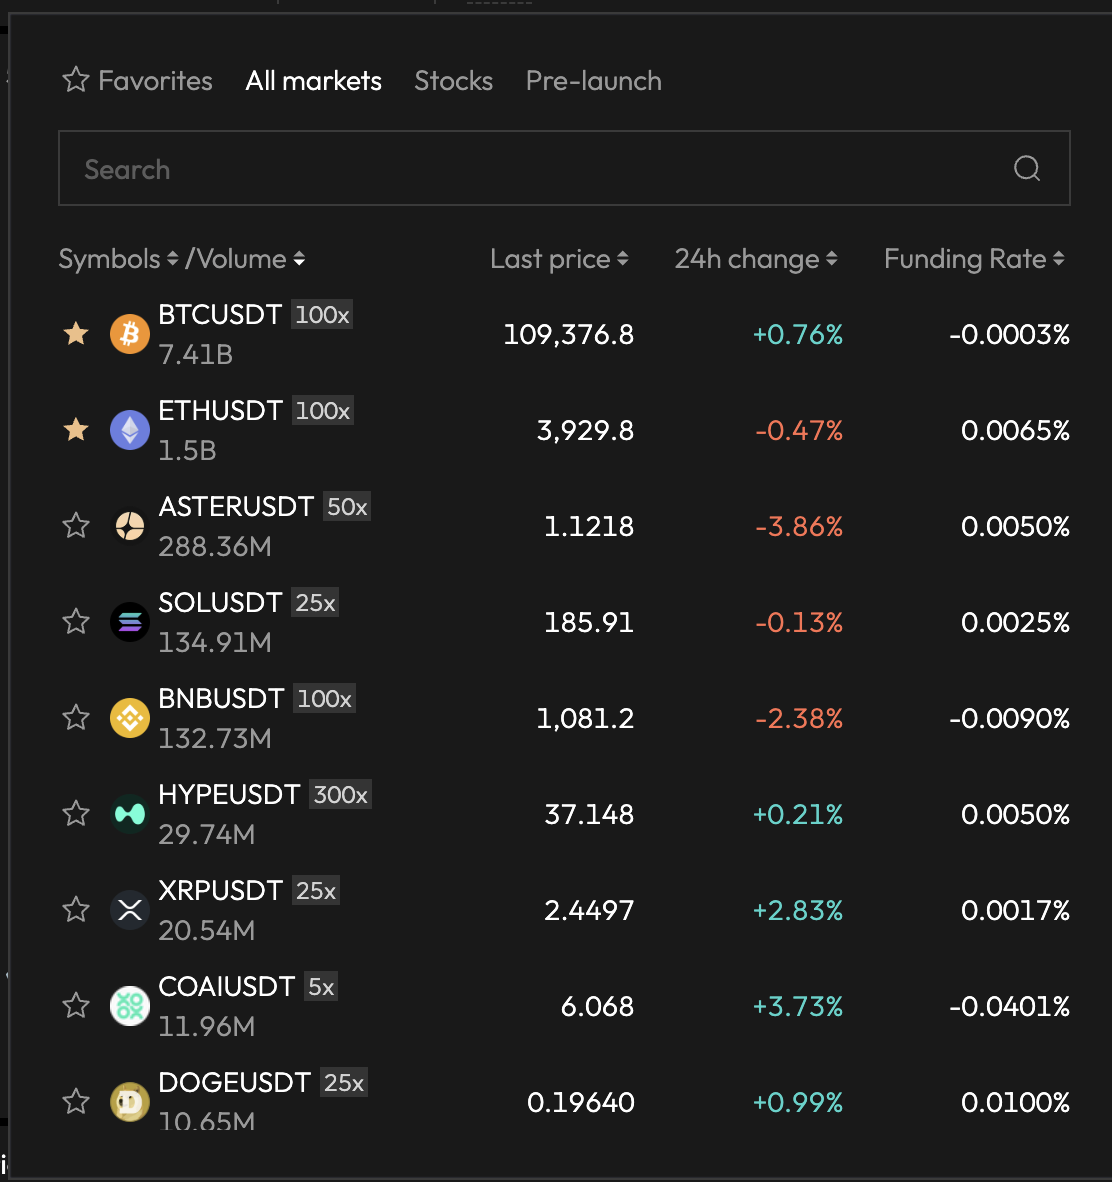 Favorites All markets Stocks Pre-launch
Search
Symbols /Volume Last price 24h change Funding Rate
BTCUSDT 100x
7.41B
109,376.8 +0.76% -0.0003%
ETHUSDT 100x
1.5B
3,929.8 -0.47% 0.0065%
ASTERUSDT 50x
288.36M
1.1218 -3.86% 0.0050%
SOLUSDT 25x
134.91M
185.91 -0.13% 0.0025%
BNBUSDT 100x
132.73M
1,081.2 -2.38% -0.0090%
HYPEUSDT 300x
29.74M
37.148 +0.21% 0.0050%
XRPUSDT 25x
20.54M
2.4497 +2.83% 0.0017%
COAIUSDT 5x
11.96M
6.068 +3.73% -0.0401%
DOGEUSDT 25x
10.65M
0.19640 +0.99% 0.0100%